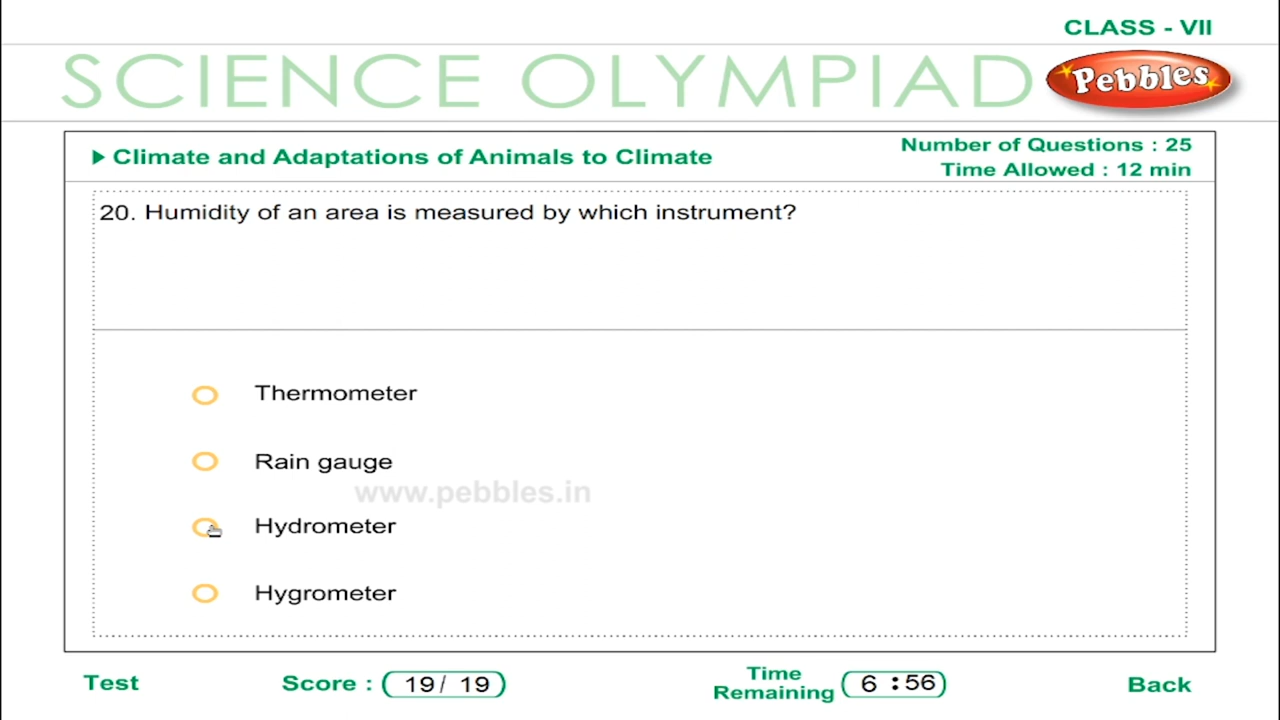 CLASS - VII
SCIENCE OLYMPIAD
Pebbles
Climate and Adaptations of Animals to Climate
Number of Questions : 25
Time Allowed : 12 min
20. Humidity of an area is measured by which instrument?
Thermometer
Rain gauge
www.pebbles.in
Hydrometer
Hygrometer
Test
Score : 19/ 19
Time Remaining 6 : 56
Back